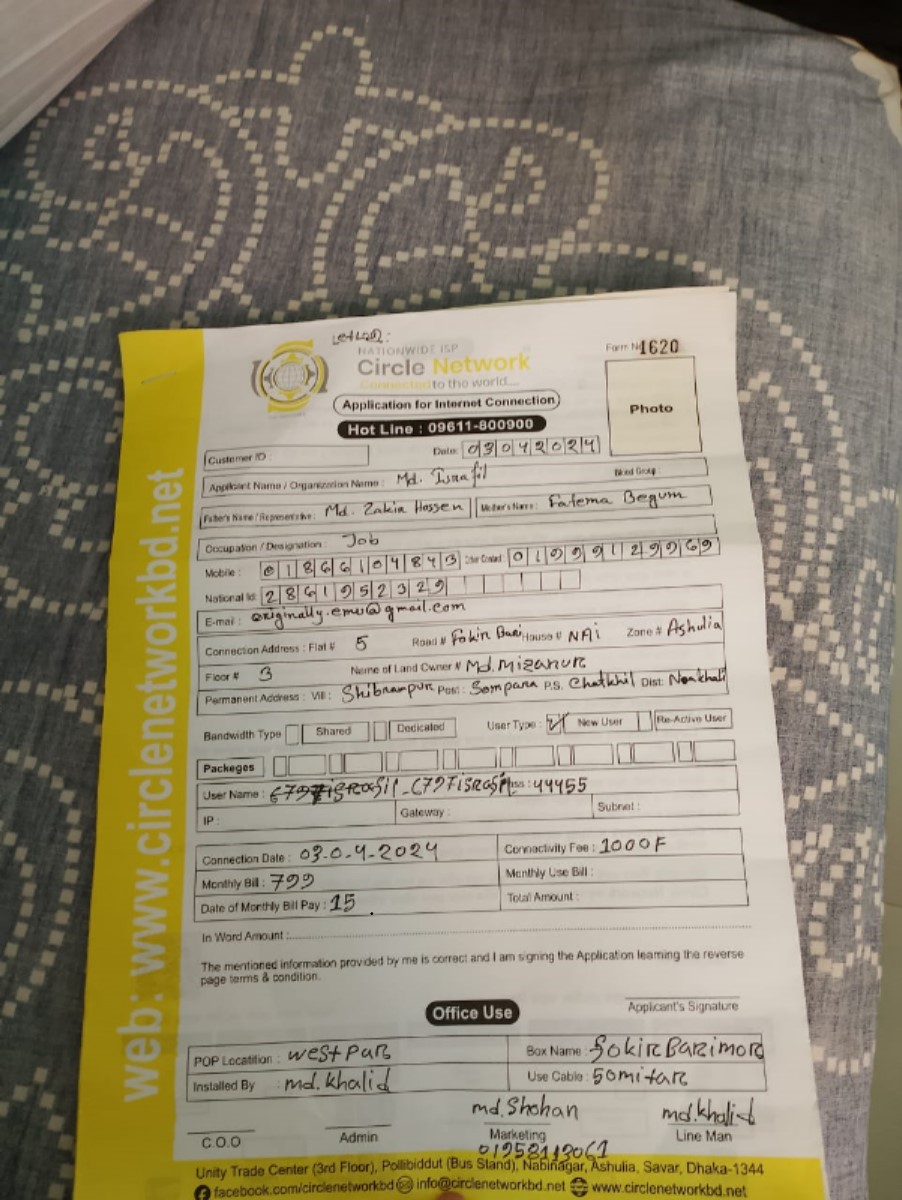 NATIONWIDE ISP
Circle Network
Connected to the world....
Form No 1620
Application for Internet Connection
Photo
Hot Line : 09611-800900
Customer ID :
Date: 03042024
Applicant Name / Organization Name : Md. Israfil Blood Group :
Father's Name / Representative : Md. Zakir Hossen Mother's Name : Fatema Begum
Occupation / Designation : Job
Mobile : 01866104843 Other Contact 01999129969
National Id: 2861952329
E-mail : originally.emu@gmail.com
Connection Address : Flat # 5 Road # Fokir Bari House # NAi Zone # Ashulia
Floor # 3 Name of Land Owner # Md. Mizanur
Permanent Address : Vill : Shibrampur Post : Sompara P.S. Chatkhil Dist: Noakhali
Bandwidth Type Shared Dedicated User Type : New User Re-Active User
Packeges
User Name : Pass : 44455
IP : Gateway : Subnet :
Connection Date : 03.0.4-2024 Connectivity Fee : 1000F
Monthly Bill : 799 Monthly Use Bill :
Date of Monthly Bill Pay : 15 Total Amount :
In Word Amount :
The mentioned information provided by me is correct and I am signing the Application learning the reverse
page terms & condition.
Applicant's Signature
Office Use
POP Locatition : west par Box Name : Fokir Barimor
Installed By : md. khalid Use Cable : 50mitar
md. Shohan md. khalid
C.O.O Admin Marketing Line Man
01958113061
Unity Trade Center (3rd Floor), Pollibiddut (Bus Stand), Nabinagar, Ashulia, Savar, Dhaka-1344
facebook.com/circlenetworkbd info@circlenetworkbd.net www.circlenetworkbd.net
web: www.circlenetworkbd.net